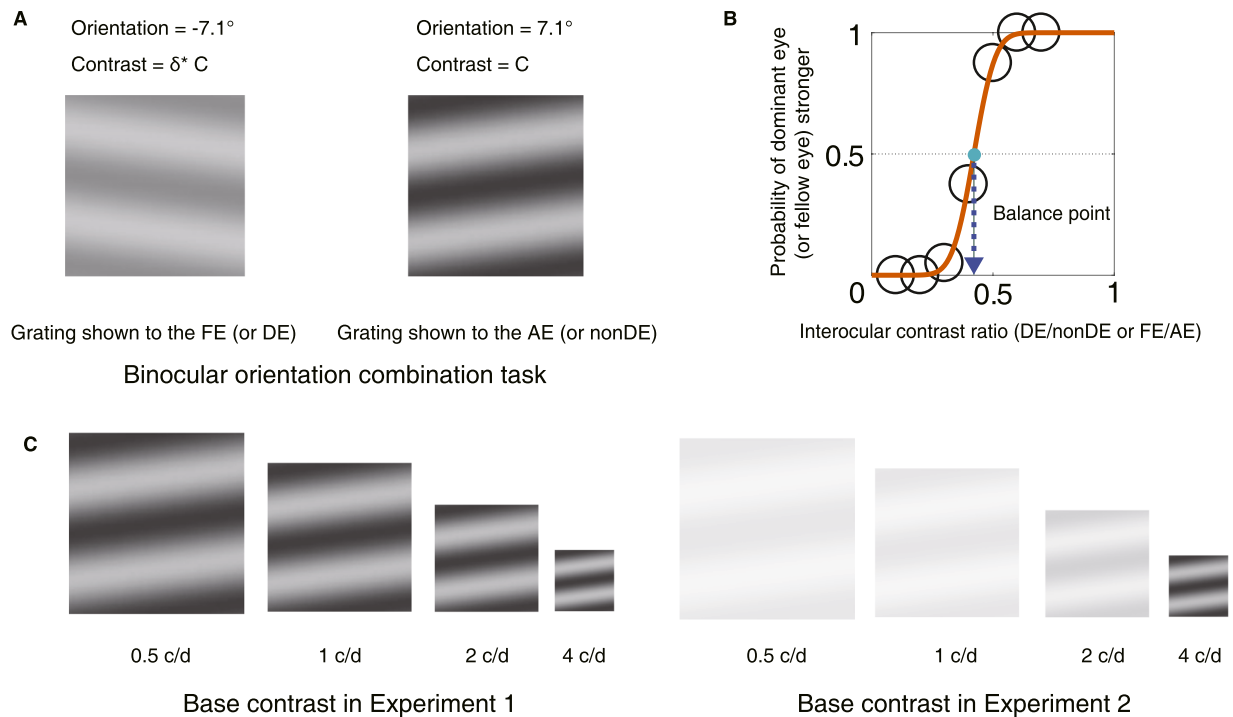 A
Orientation = -7.1°
Contrast = δ* C
Orientation = 7.1°
Contrast = C
Grating shown to the FE (or DE)
Grating shown to the AE (or nonDE)
Binocular orientation combination task
B
Probability of dominant eye
(or fellow eye) stronger
1
0.5
0
Balance point
0.5
1
Interocular contrast ratio (DE/nonDE or FE/AE)
C
0.5 c/d
1 c/d
2 c/d
4 c/d
Base contrast in Experiment 1
0.5 c/d
1 c/d
2 c/d
4 c/d
Base contrast in Experiment 2